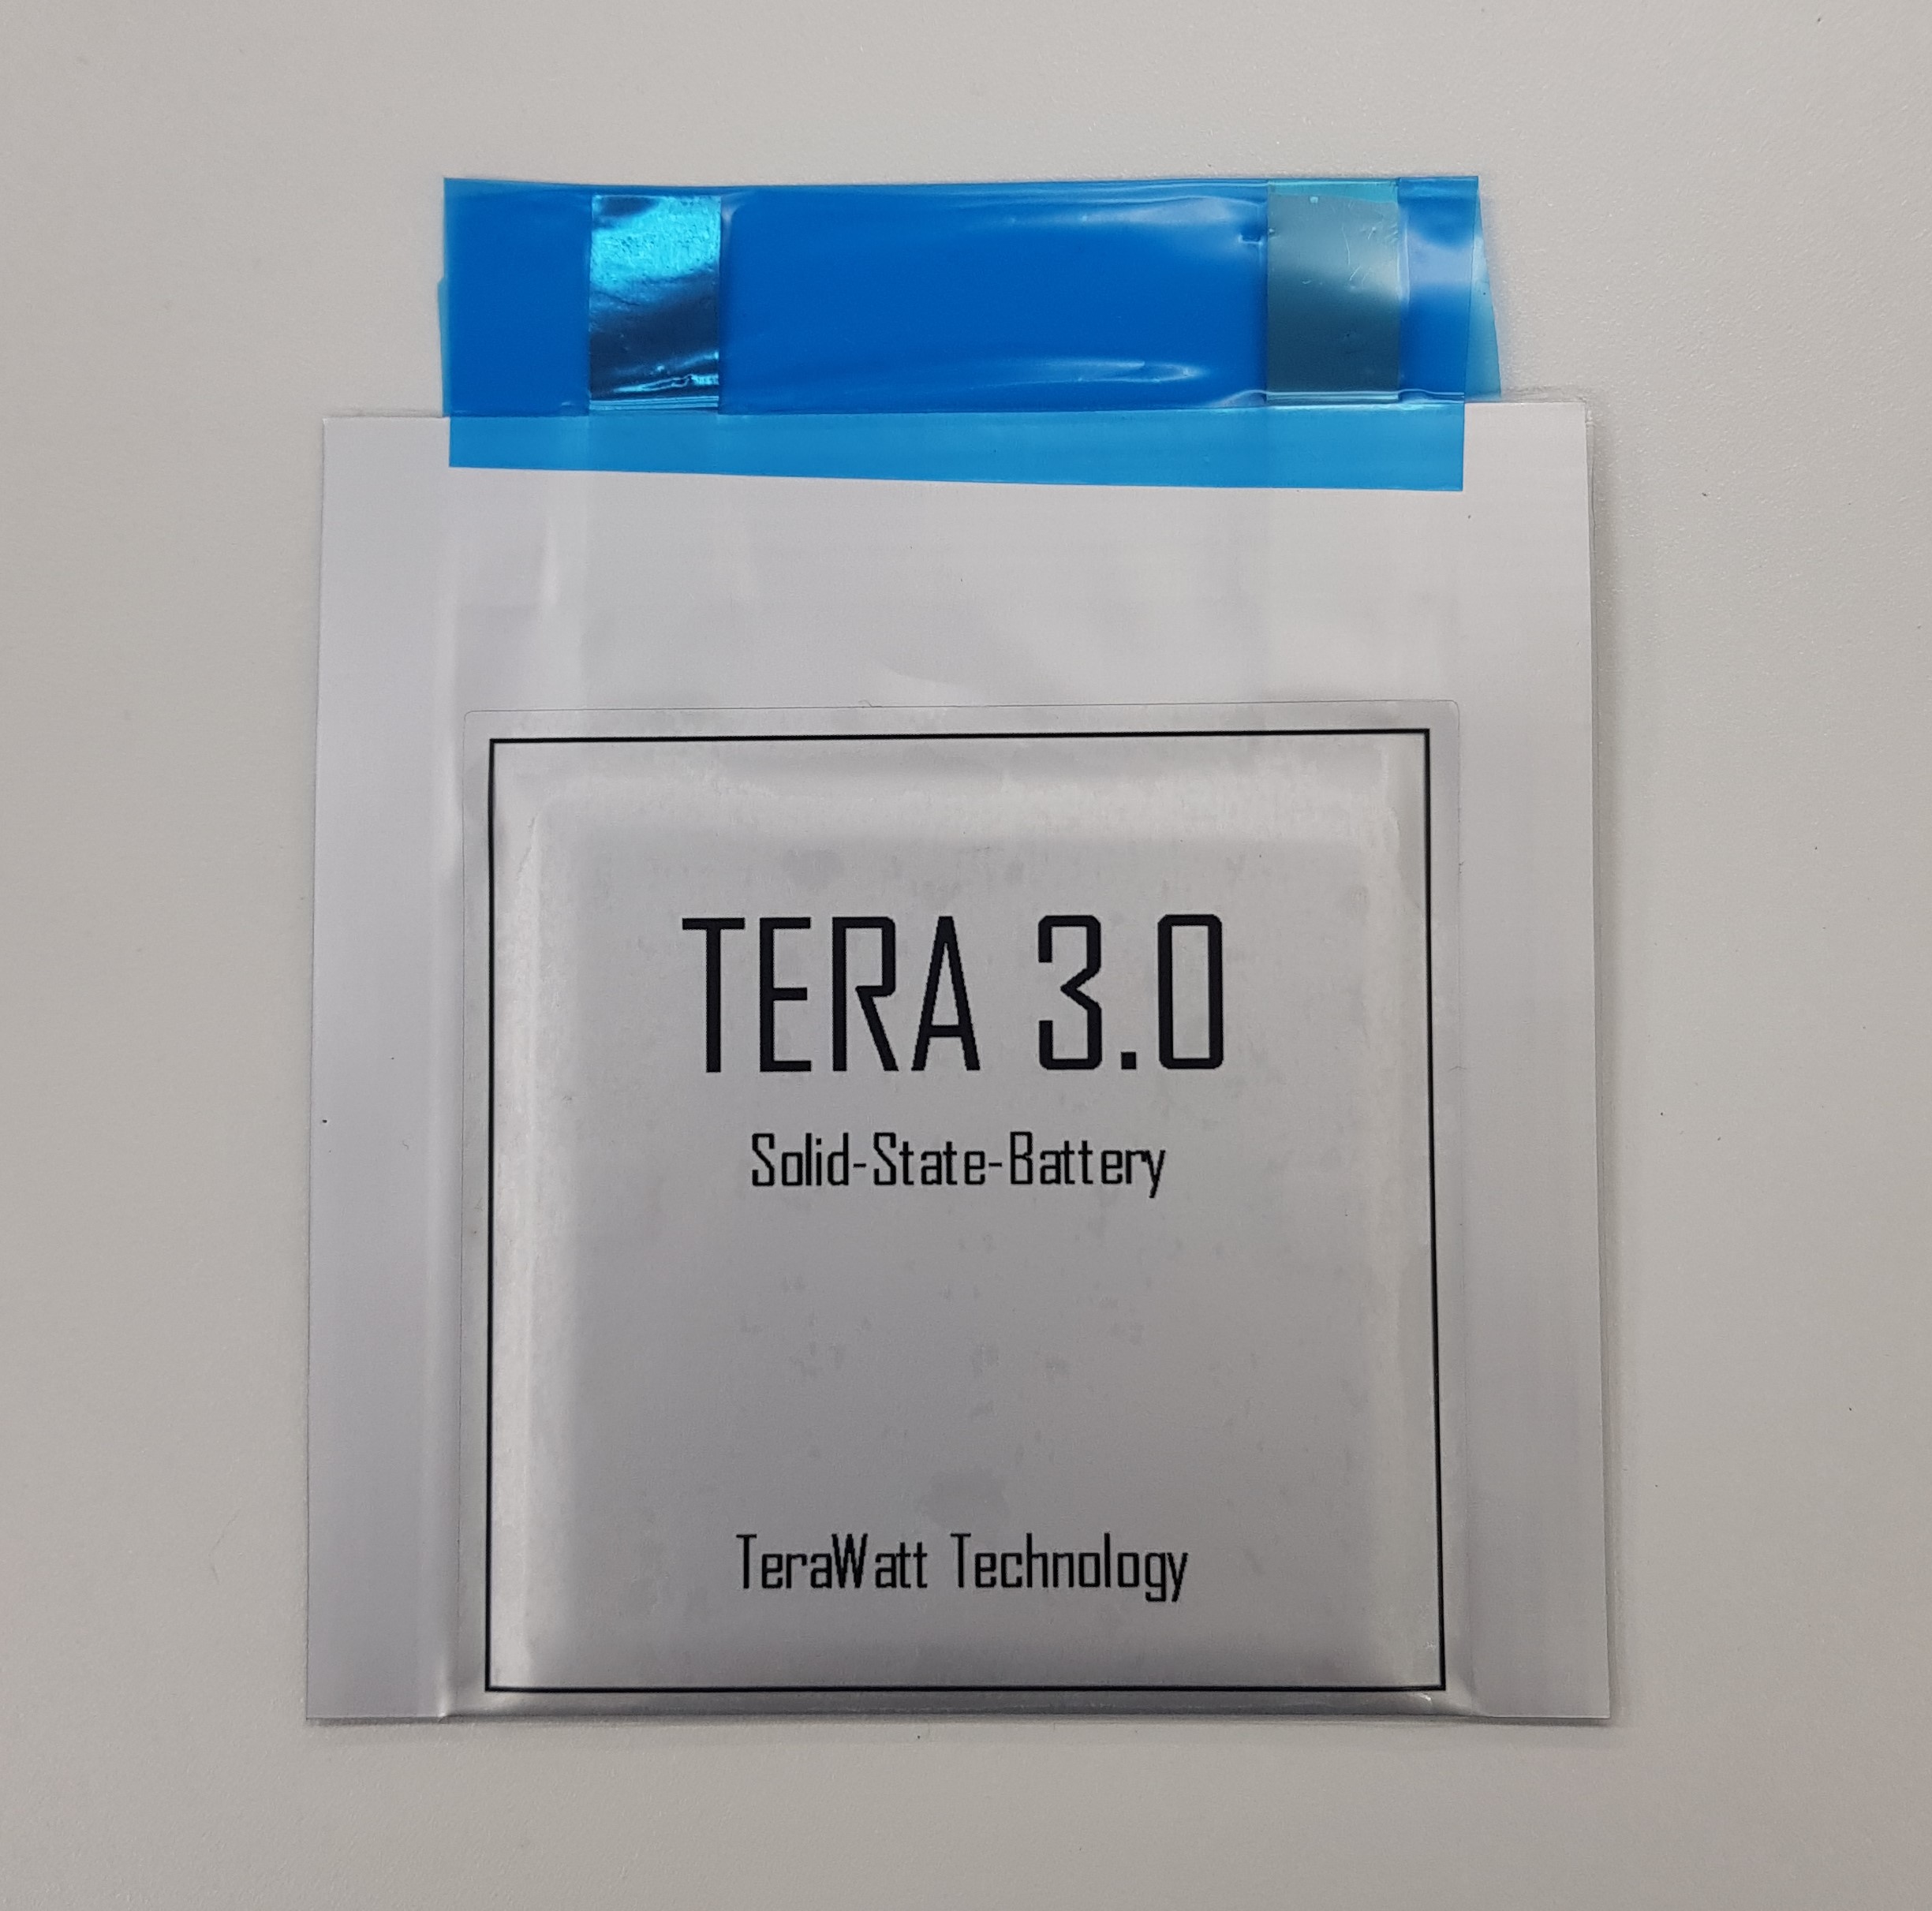 TERA 3.0
Solid-State-Battery
TeraWatt Technology